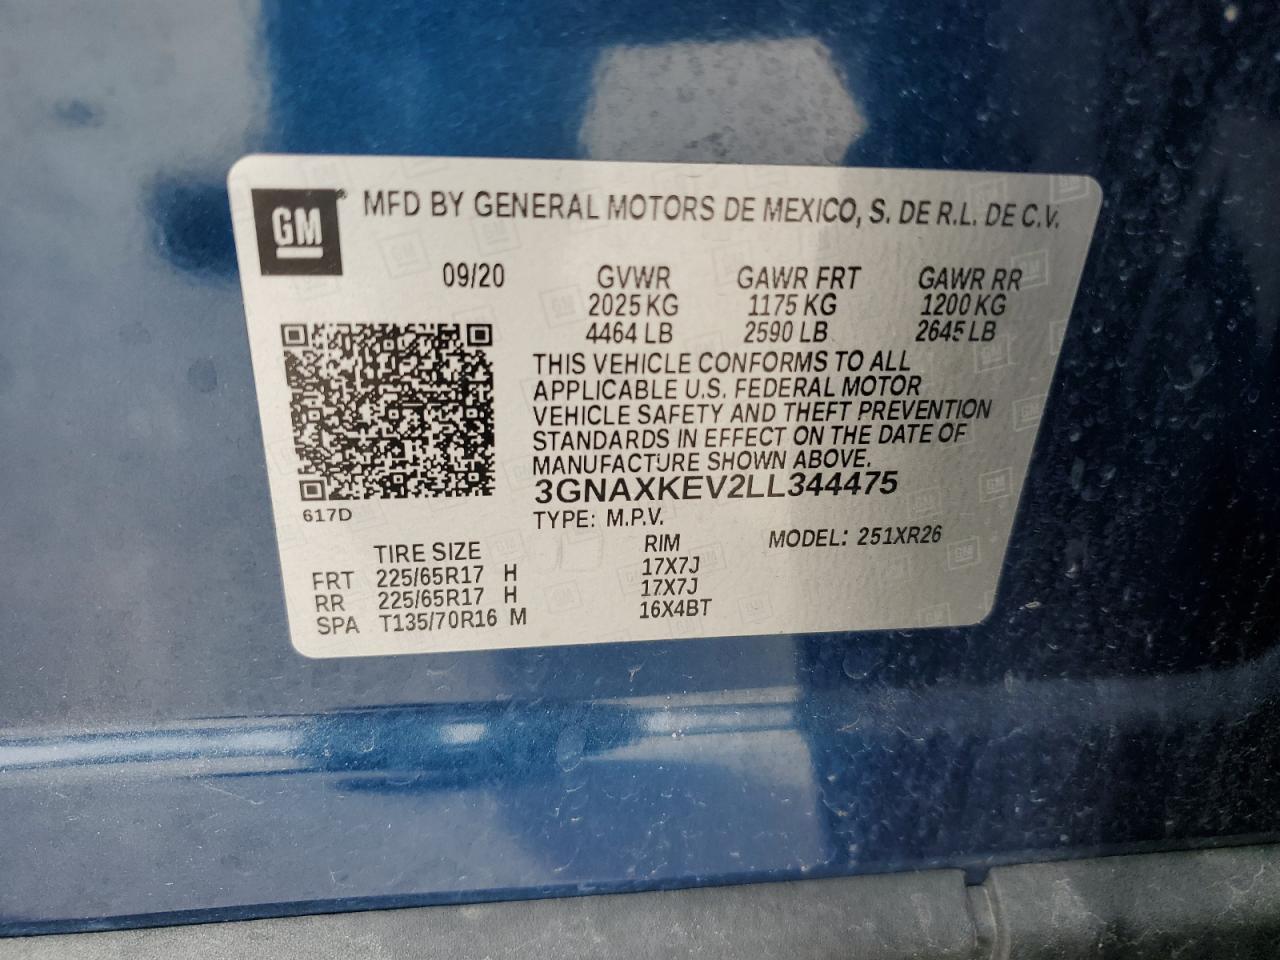 GM® MFD BY GENERAL MOTORS DE MEXICO, S. DE R.L. DE C.V.
09/20 GVWR GAWR FRT GAWR RR
2025 KG 1175 KG 1200 KG
4464 LB 2590 LB 2645 LB
THIS VEHICLE CONFORMS TO ALL
APPLICABLE U.S. FEDERAL MOTOR
VEHICLE SAFETY AND THEFT PREVENTION
STANDARDS IN EFFECT ON THE DATE OF
MANUFACTURE SHOWN ABOVE.
3GNAXKEV2LL344475
617D
TYPE: M.P.V.
MODEL: 251XR26
TIRE SIZE RIM
FRT 225/65R17 H 17X7J
RR 225/65R17 H 17X7J
SPA T135/70R16 M 16X4BT